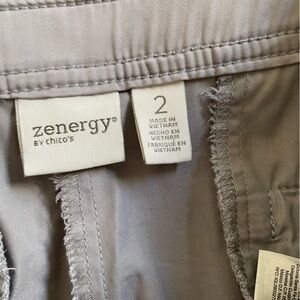 zenergy®
BY chico's
2
MADE IN
VIETNAM
HECHO EN
VIETNAM
FABRIQUÉ EN
VIETNAM